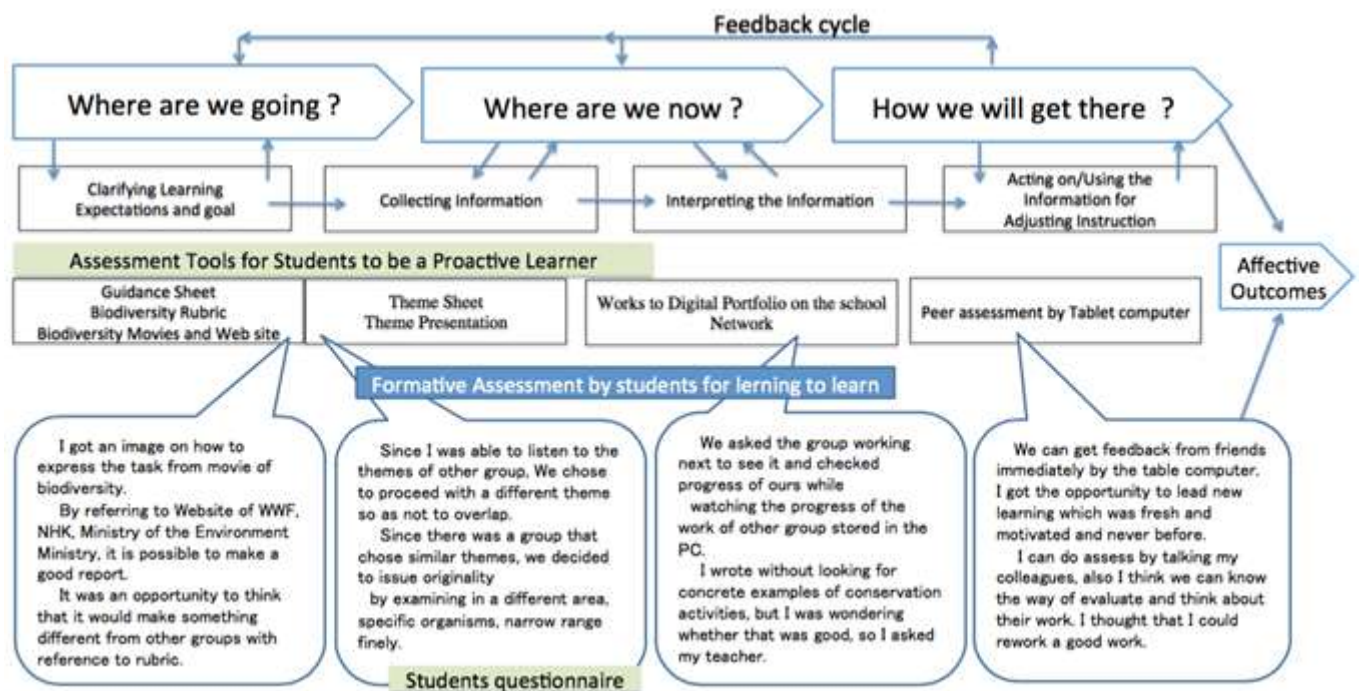 Feedback cycle
Where are we going ?
Where are we now ?
How we will get there ?
Clarifying Learning
Expectations and goal
Collecting Information
Interpreting the Information
Acting on/Using the
Information for
Adjusting Instruction
Assessment Tools for Students to be a Proactive Learner
Affective
Outcomes
Guidance Sheet
Biodiversity Rubric
Biodiversity Movies and Web site
Theme Sheet
Theme Presentation
Works to Digital Portfolio on the school
Network
Peer assessment by Tablet computer
Formative Assessment by students for lerning to learn
I got an image on how to
express the task from movie of
biodiversity.
By referring to Website of WWF,
NHK, Ministry of the Environment
Ministry, it is possible to make a
good report.
It was an opportunity to think
that it would make something
different from other groups with
reference to rubric.
Since I was able to listen to the
themes of other group, We chose
to proceed with a different theme
so as not to overlap.
Since there was a group that
chose similar themes, we decided
to issue originality
by examining in a different area,
specific organisms, narrow range
finely.
We asked the group working
next to see it and checked
progress of ours while
watching the progress of the
work of other group stored in the
PC.
I wrote without looking for
concrete examples of conservation
activities, but I was wondering
whether that was good, so I asked
my teacher.
We can get feedback from friends
immediately by the table computer.
I got the opportunity to lead new
learning which was fresh and
motivated and never before.
I can do assess by talking my
colleagues, also I think we can know
the way of evaluate and think about
their work. I thought that I could
rework a good work.
Students questionnaire